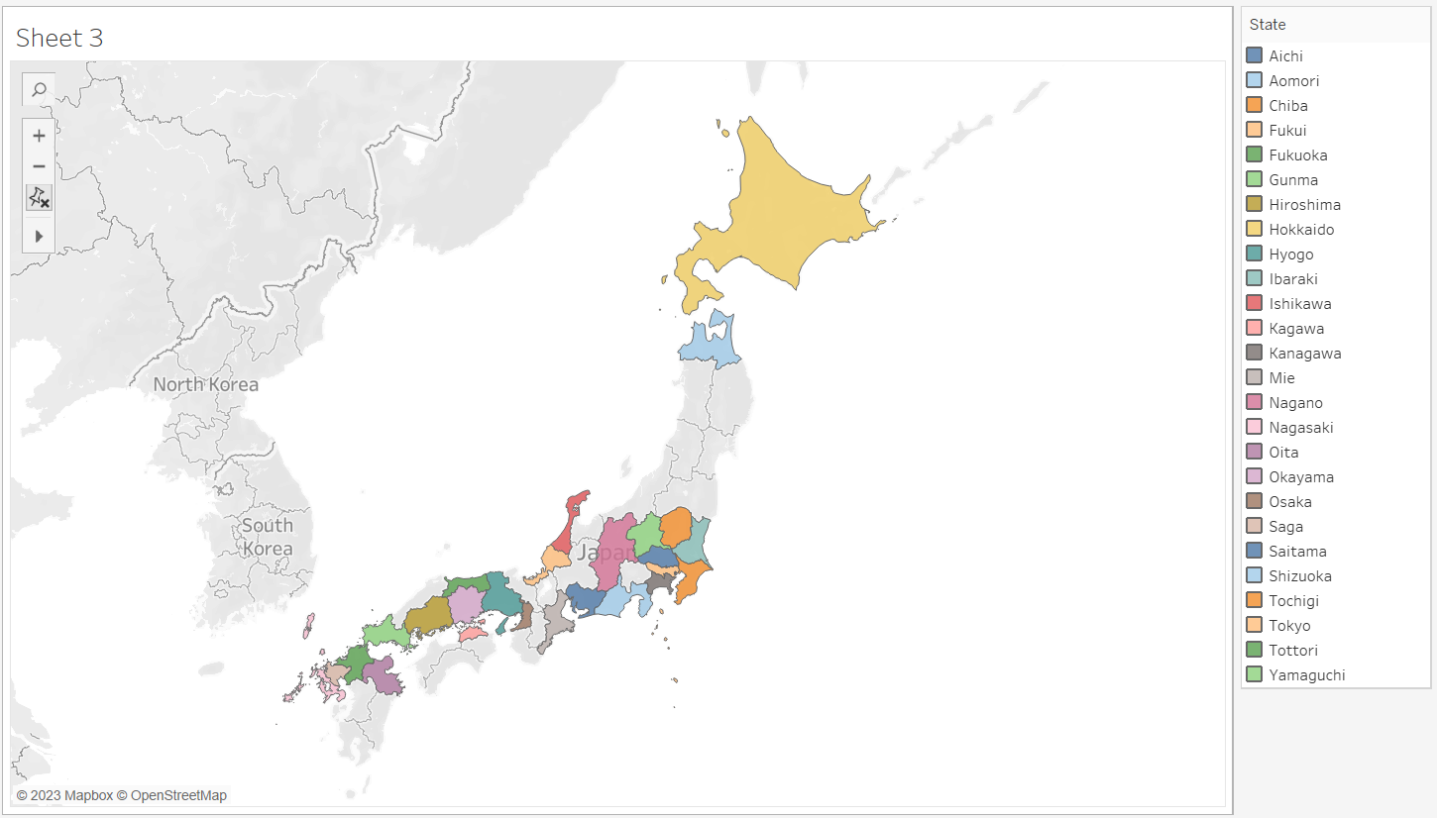 Sheet 3
North Korea
South
Korea
Japan
© 2023 Mapbox © OpenStreetMap
State
Aichi
Aomori
Chiba
Fukui
Fukuoka
Gunma
Hiroshima
Hokkaido
Hyogo
Ibaraki
Ishikawa
Kagawa
Kanagawa
Mie
Nagano
Nagasaki
Oita
Okayama
Osaka
Saga
Saitama
Shizuoka
Tochigi
Tokyo
Tottori
Yamaguchi